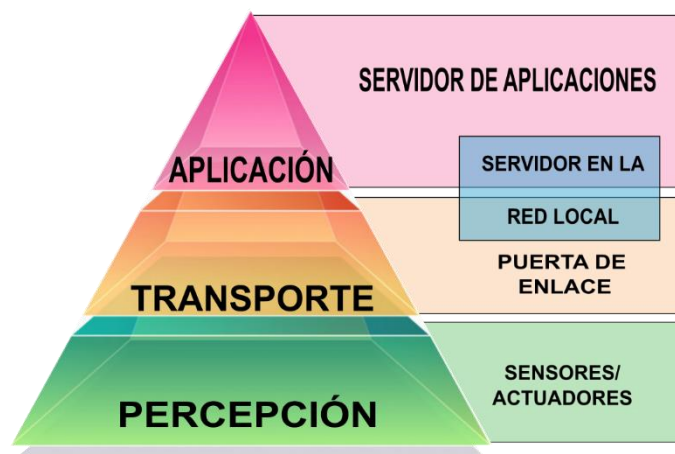 SERVIDOR DE APLICACIONES
APLICACIÓN
SERVIDOR EN LA
RED LOCAL
TRANSPORTE
PUERTA DE
ENLACE
PERCEPCIÓN
SENSORES/
ACTUADORES